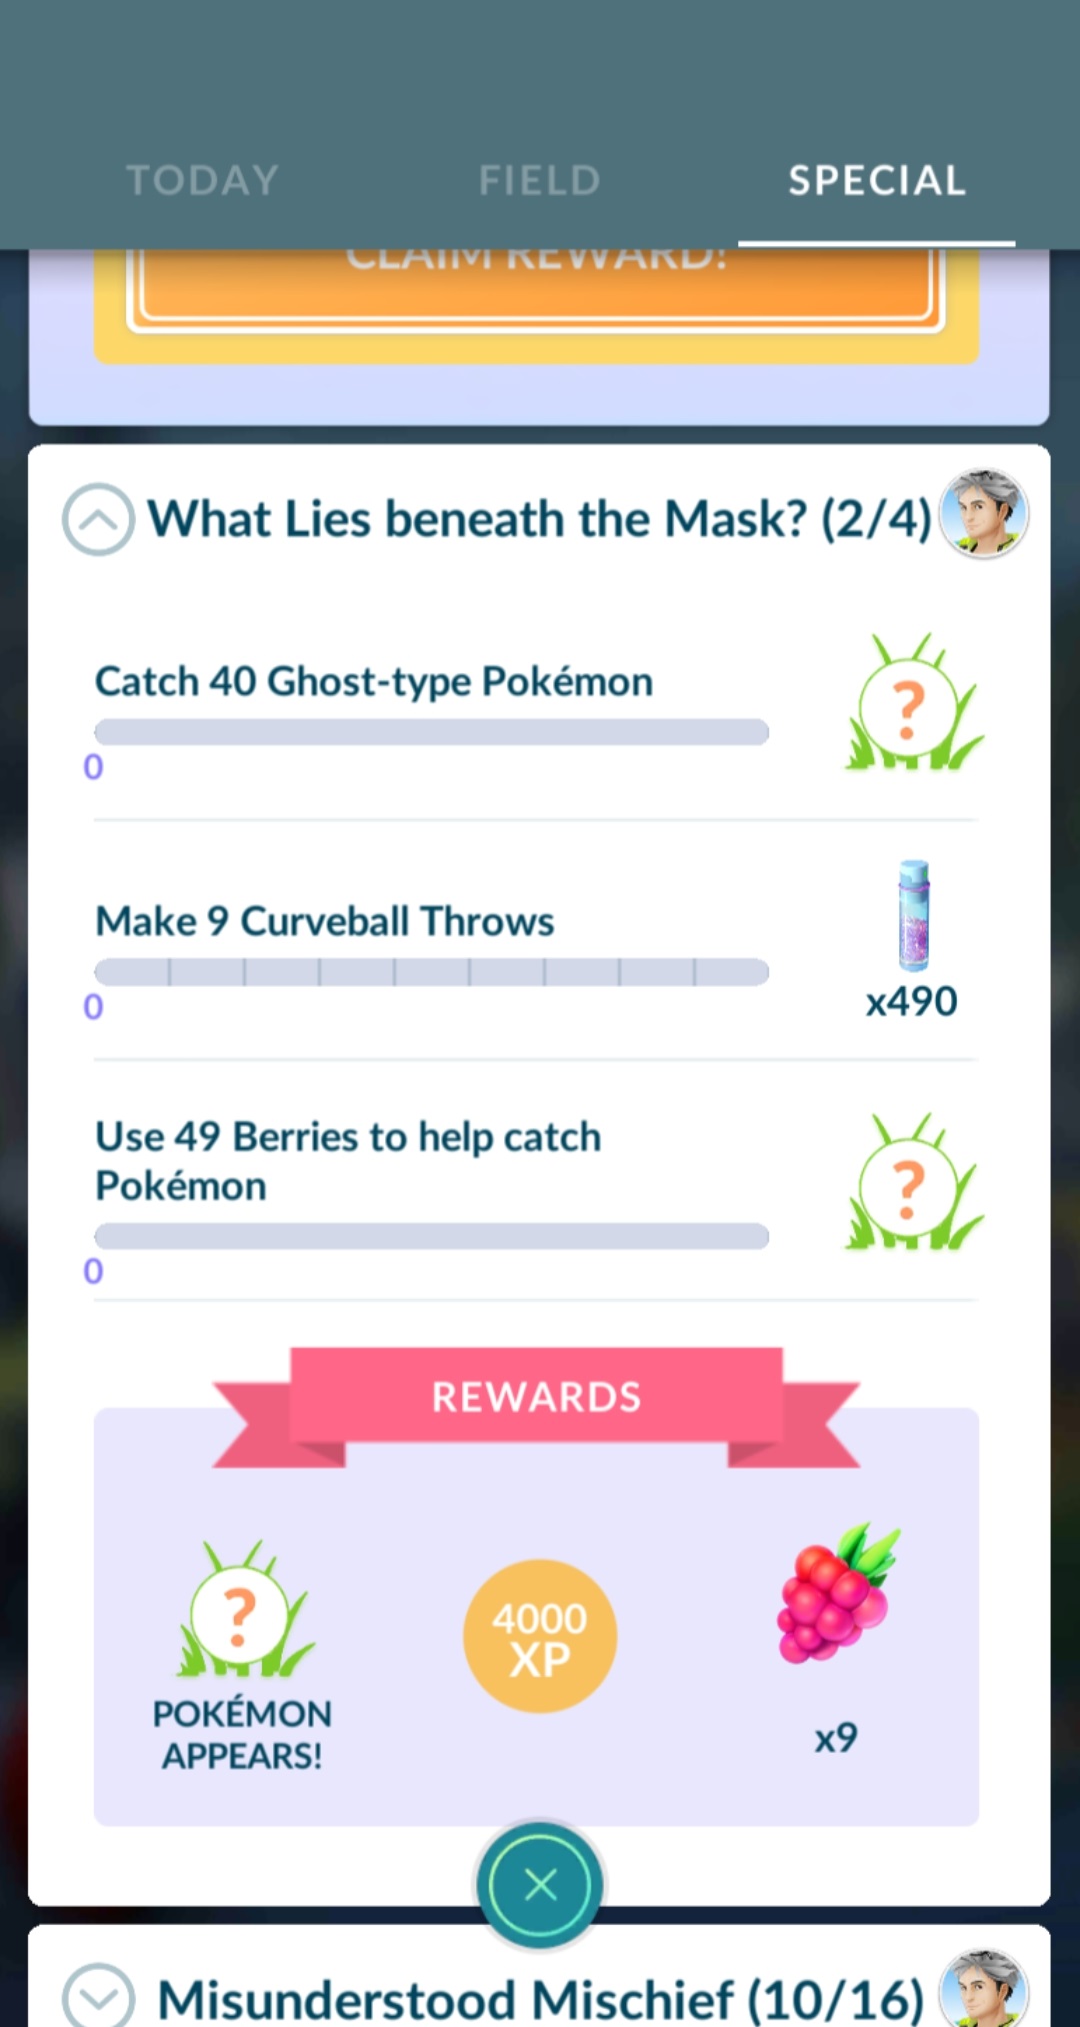 TODAY
FIELD
SPECIAL
CLAIM REWARD!
What Lies beneath the Mask? (2/4)
Catch 40 Ghost-type Pokémon
?
0
Make 9 Curveball Throws
x490
0
Use 49 Berries to help catch
Pokémon
?
0
REWARDS
?
POKÉMON
APPEARS!
4000
XP
x9
Misunderstood Mischief (10/16)